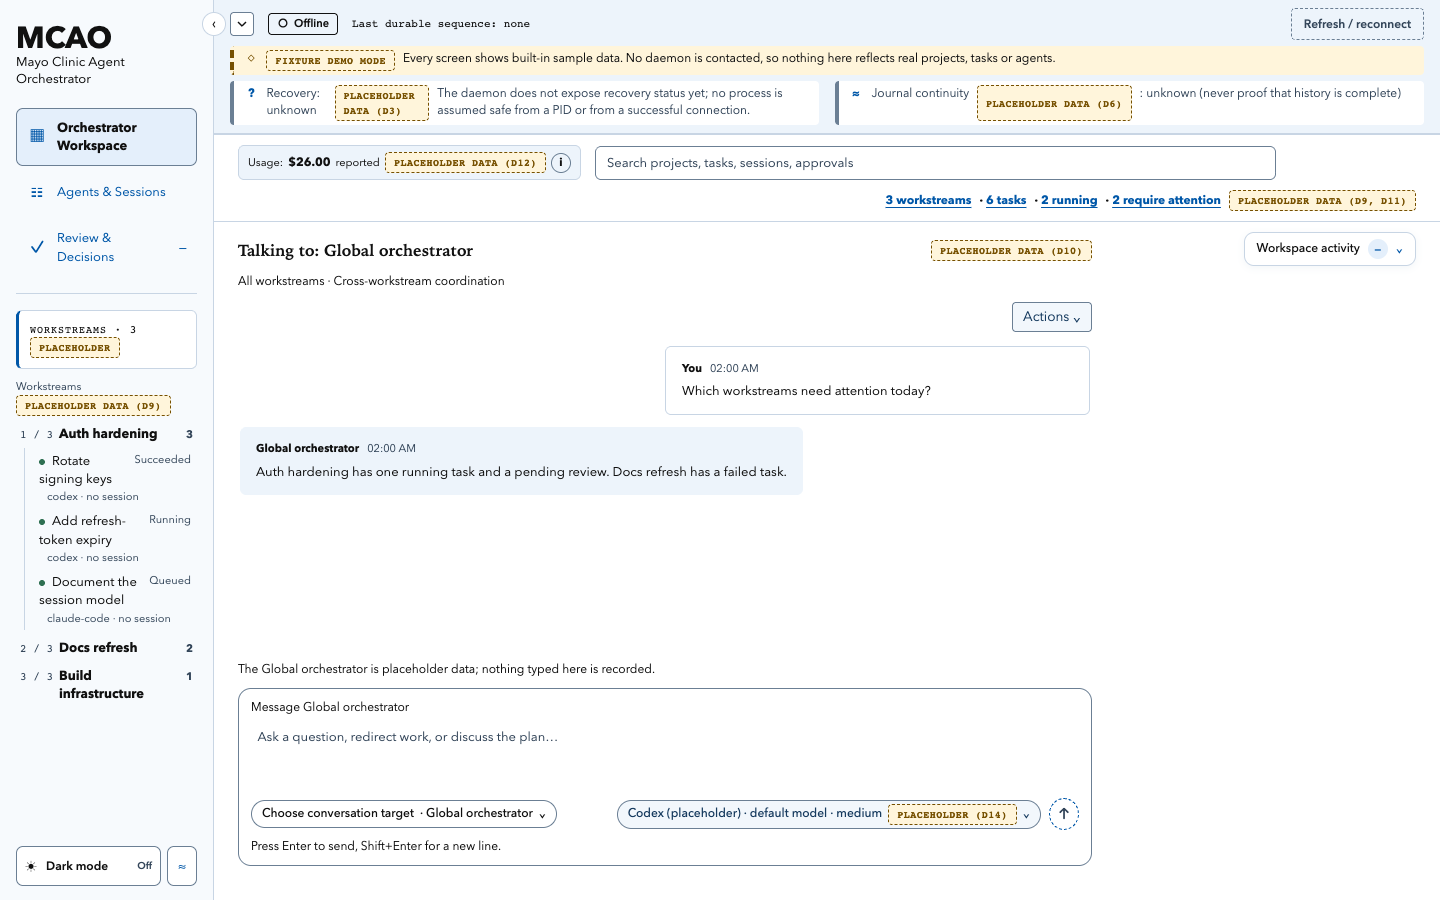 MCAO
Mayo Clinic Agent
Orchestrator
Orchestrator
Workspace
Agents & Sessions
Review &
Decisions
–
WORKSTREAMS · 3
PLACEHOLDER
Workstreams
PLACEHOLDER DATA (D9)
1 / 3 Auth hardening 3
Rotate Succeeded
signing keys
codex · no session
Add refresh- Running
token expiry
codex · no session
Document the Queued
session model
claude-code · no session
2 / 3 Docs refresh 2
3 / 3 Build 1
infrastructure
Dark mode Off
≈
Offline
Last durable sequence: none
Refresh / reconnect
FIXTURE DEMO MODE Every screen shows built-in sample data. No daemon is contacted, so nothing here reflects real projects, tasks or agents.
? Recovery:
unknown
PLACEHOLDER
DATA (D3)
The daemon does not expose recovery status yet; no process is
assumed safe from a PID or from a successful connection.
≈ Journal continuity PLACEHOLDER DATA (D6) : unknown (never proof that history is complete)
Usage: $26.00 reported PLACEHOLDER DATA (D12) i
Search projects, tasks, sessions, approvals
3 workstreams · 6 tasks · 2 running · 2 require attention PLACEHOLDER DATA (D9, D11)
Talking to: Global orchestrator PLACEHOLDER DATA (D10)
Workspace activity –
All workstreams · Cross-workstream coordination
Actions
You 02:00 AM
Which workstreams need attention today?
Global orchestrator 02:00 AM
Auth hardening has one running task and a pending review. Docs refresh has a failed task.
The Global orchestrator is placeholder data; nothing typed here is recorded.
Message Global orchestrator
Ask a question, redirect work, or discuss the plan…
Choose conversation target · Global orchestrator
Codex (placeholder) · default model · medium PLACEHOLDER (D14)
Press Enter to send, Shift+Enter for a new line.